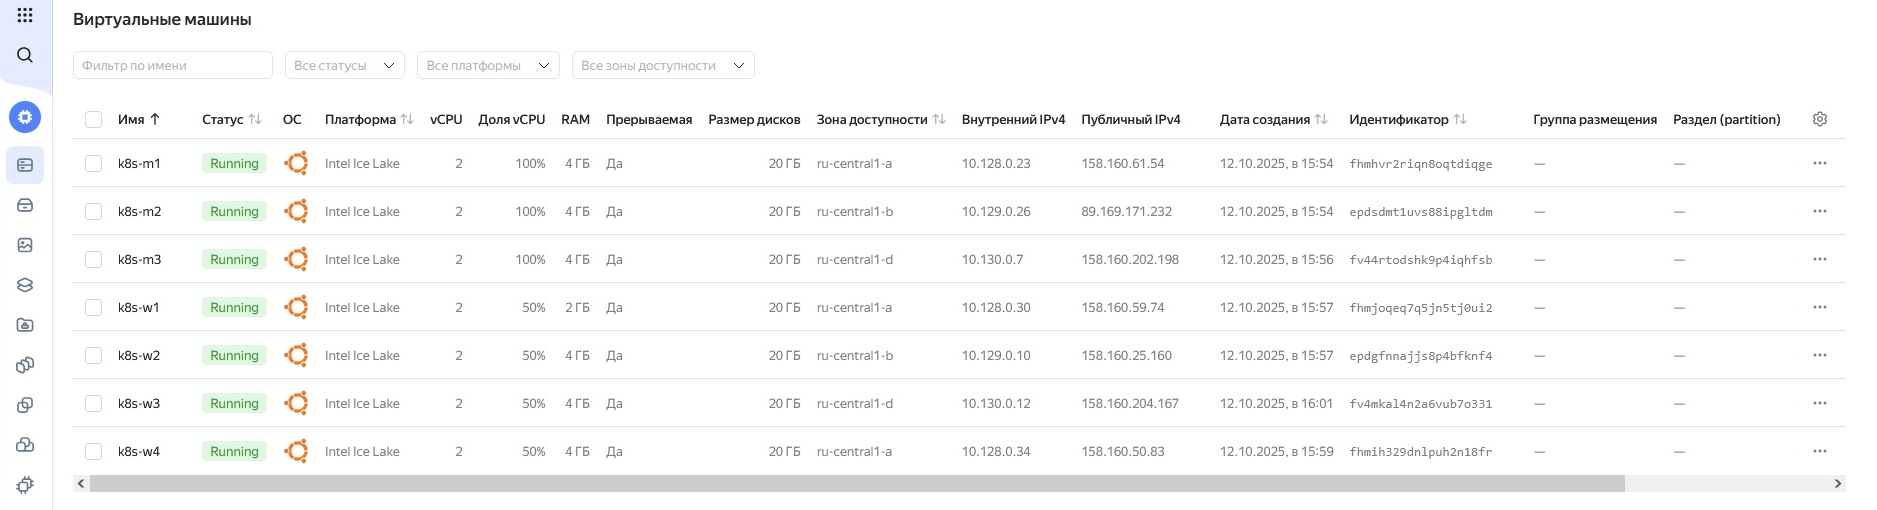 Виртуальные машины
Фильтр по имени Все статусы Все платформы Все зоны доступности
Имя Статус ОС Платформа vCPU Доля vCPU RAM Прерываемая Размер дисков Зона доступности Внутренний IPv4 Публичный IPv4 Дата создания Идентификатор Группа размещения Раздел (partition)
k8s-m1 Running Intel Ice Lake 2 100% 4 ГБ Да 20 ГБ ru-central1-a 10.128.0.23 158.160.61.54 12.10.2025, в 15:54 fhmhvr2riqn8oqtdiqge — —
k8s-m2 Running Intel Ice Lake 2 100% 4 ГБ Да 20 ГБ ru-central1-b 10.129.0.26 89.169.171.232 12.10.2025, в 15:54 epdsdmt1uvs88ipgltdm — —
k8s-m3 Running Intel Ice Lake 2 100% 4 ГБ Да 20 ГБ ru-central1-d 10.130.0.7 158.160.202.198 12.10.2025, в 15:56 fv44rtodshk9p4iqhfsb — —
k8s-w1 Running Intel Ice Lake 2 50% 2 ГБ Да 20 ГБ ru-central1-a 10.128.0.30 158.160.59.74 12.10.2025, в 15:57 fhmjoqeq7q5jn5tj0ui2 — —
k8s-w2 Running Intel Ice Lake 2 50% 4 ГБ Да 20 ГБ ru-central1-b 10.129.0.10 158.160.25.160 12.10.2025, в 15:57 epdgfnnajjs8p4bfknf4 — —
k8s-w3 Running Intel Ice Lake 2 50% 4 ГБ Да 20 ГБ ru-central1-d 10.130.0.12 158.160.204.167 12.10.2025, в 16:01 fv4mkal4n2a6vub7o331 — —
k8s-w4 Running Intel Ice Lake 2 50% 4 ГБ Да 20 ГБ ru-central1-a 10.128.0.34 158.160.50.83 12.10.2025, в 15:59 fhmih329dnlpuh2n18fr — —